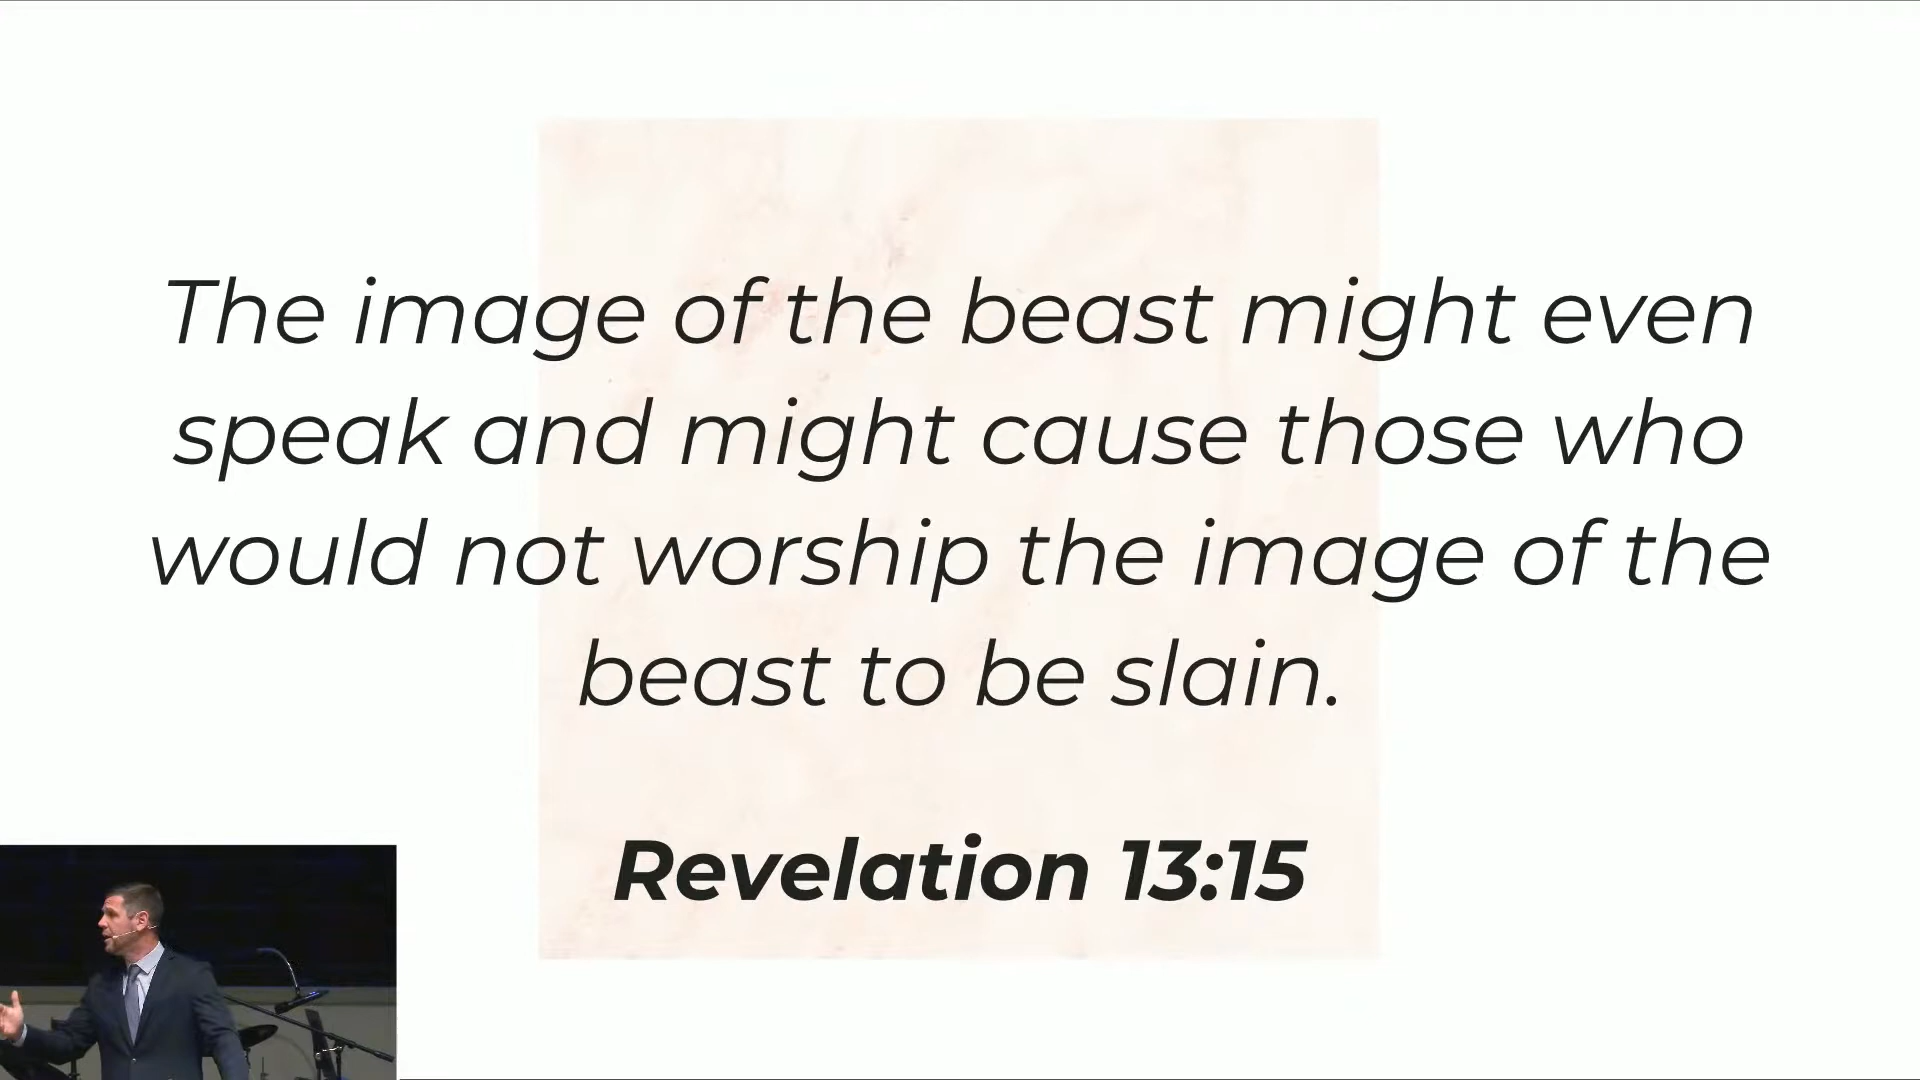 The image of the beast might even
speak and might cause those who
would not worship the image of the
beast to be slain.
Revelation 13:15